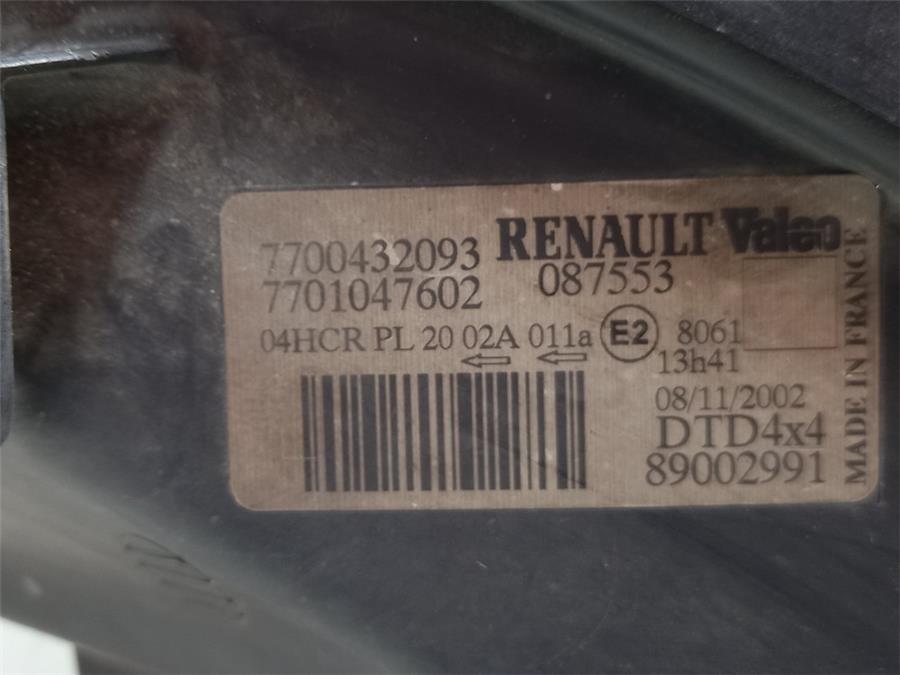 7700432093 RENAULT Valeo
7701047602 087553
04HCR PL 20 02A 011a E2 8061
13h41
08/11/2002
DTD4x4
89002991
MADE IN FRANCE